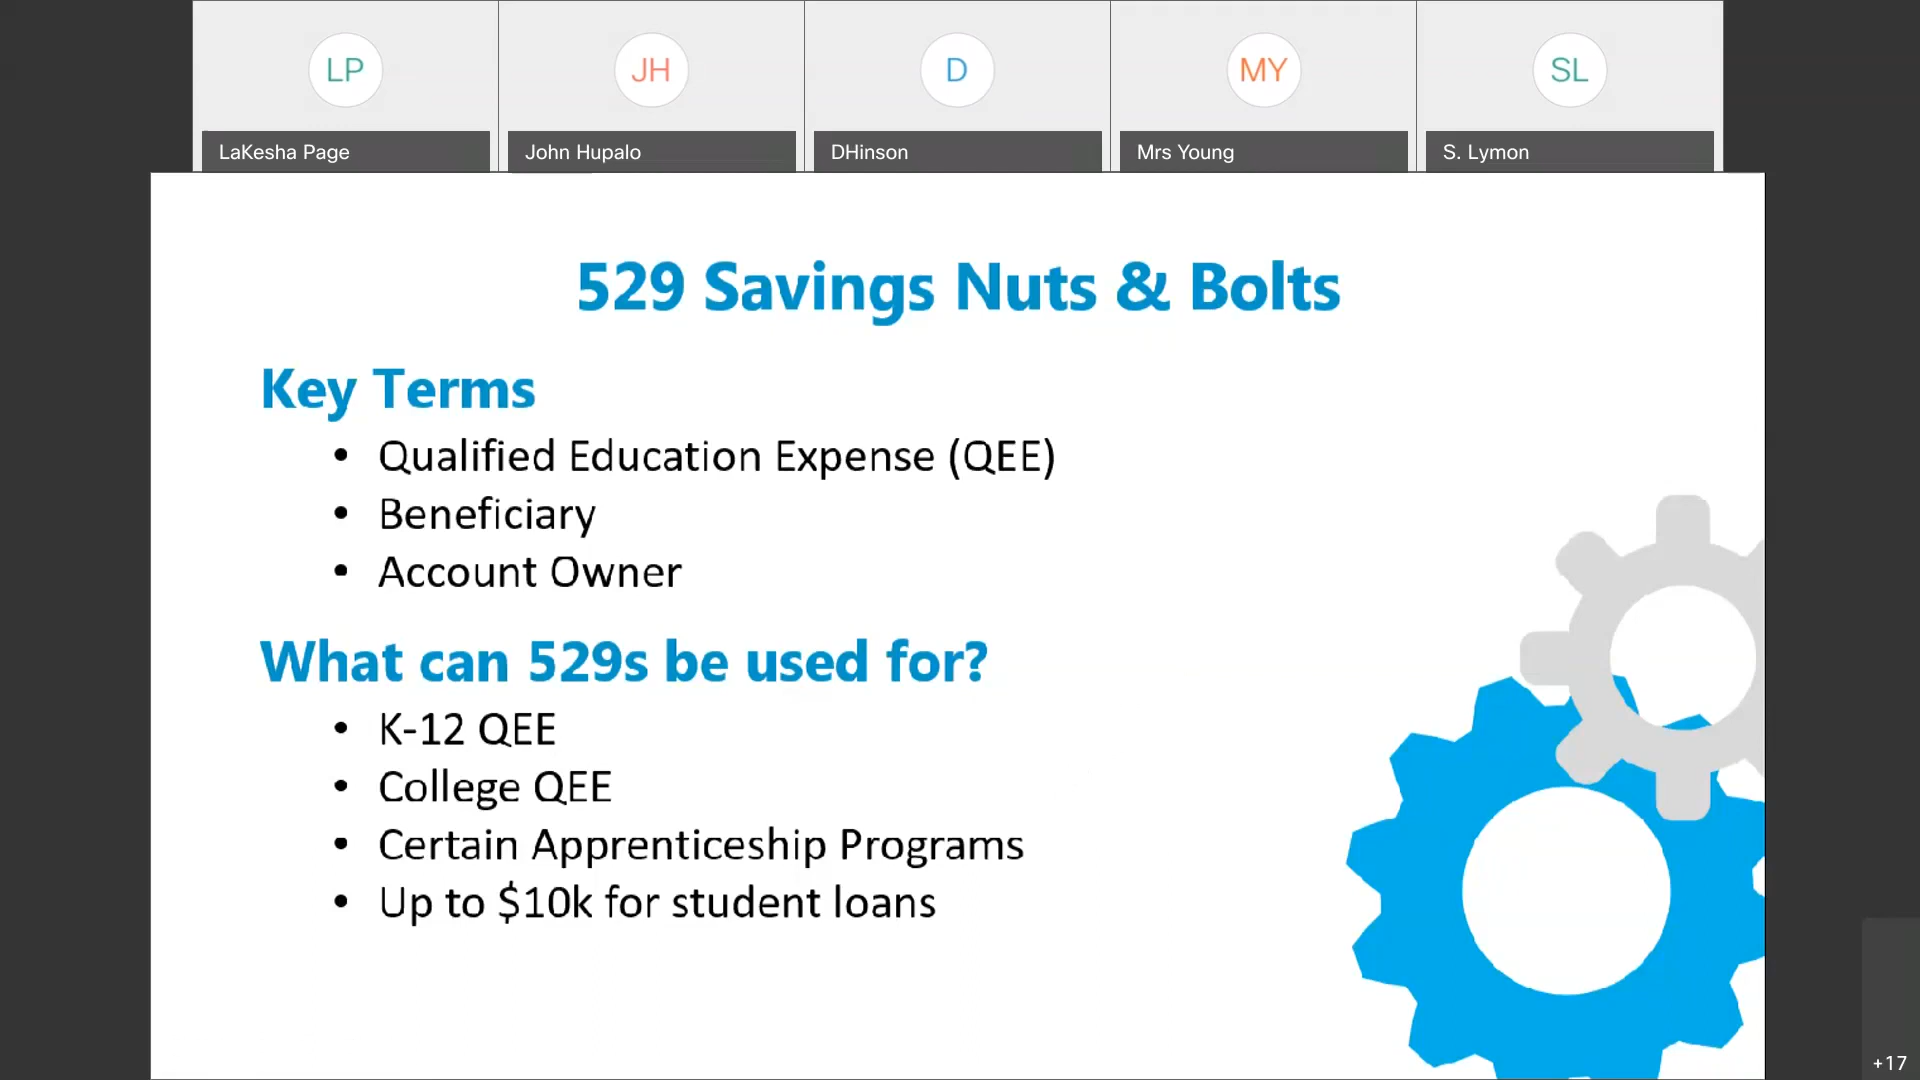 LP
JH
D
MY
SL
LaKesha Page
John Hupalo
DHinson
Mrs Young
S. Lymon
529 Savings Nuts & Bolts
Key Terms
• Qualified Education Expense (QEE)
• Beneficiary
• Account Owner
What can 529s be used for?
• K-12 QEE
• College QEE
• Certain Apprenticeship Programs
• Up to $10k for student loans
+17